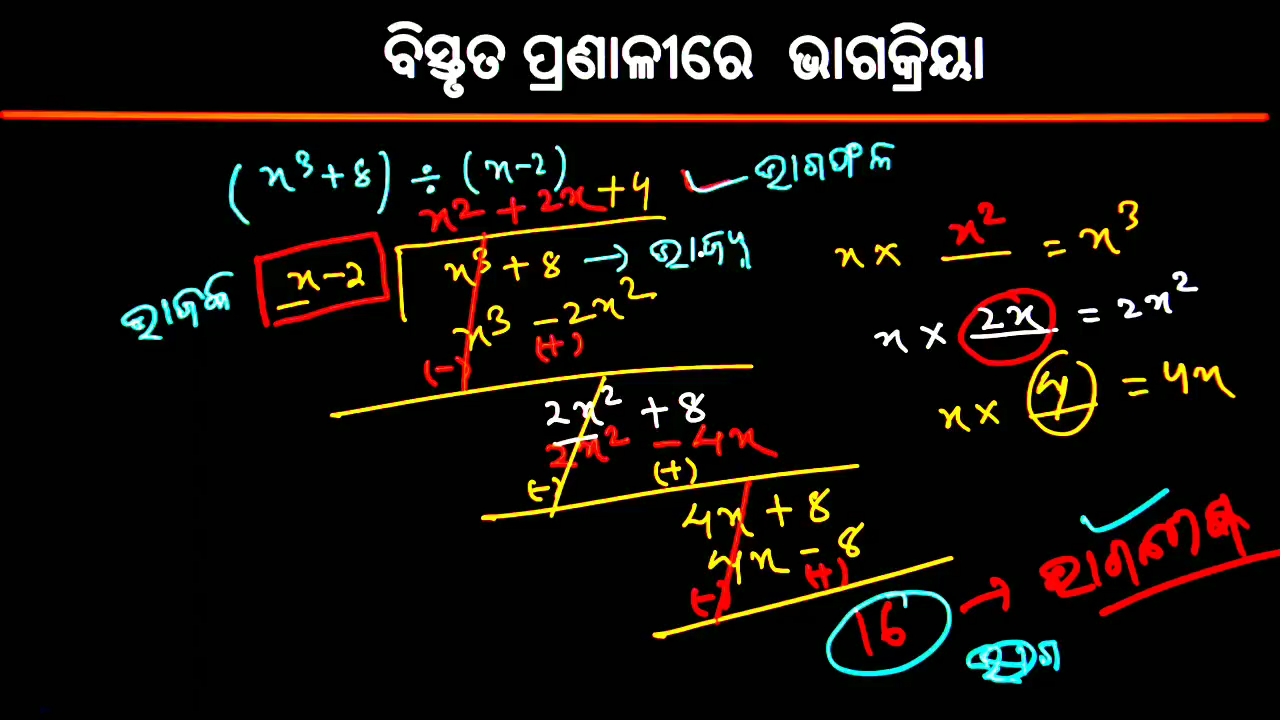 ବିସ୍ତୃତ ପ୍ରଣାଳୀରେ ଭାଗକ୍ରିୟା
(x³+8) ÷ (x-2)
x² + 2x + 4 ଭାଗଫଳ
ଭାଜକ x-2 x³ + 8 → ଭାଜ୍ୟ
x³ - 2x²
(-) (+)
2x² + 8
2x² - 4x
(-) (+)
4x + 8
4x - 8
(-) (+)
16 → ଭାଗଶେଷ
x × x² = x³
x × 2x = 2x²
x × 4 = 4x